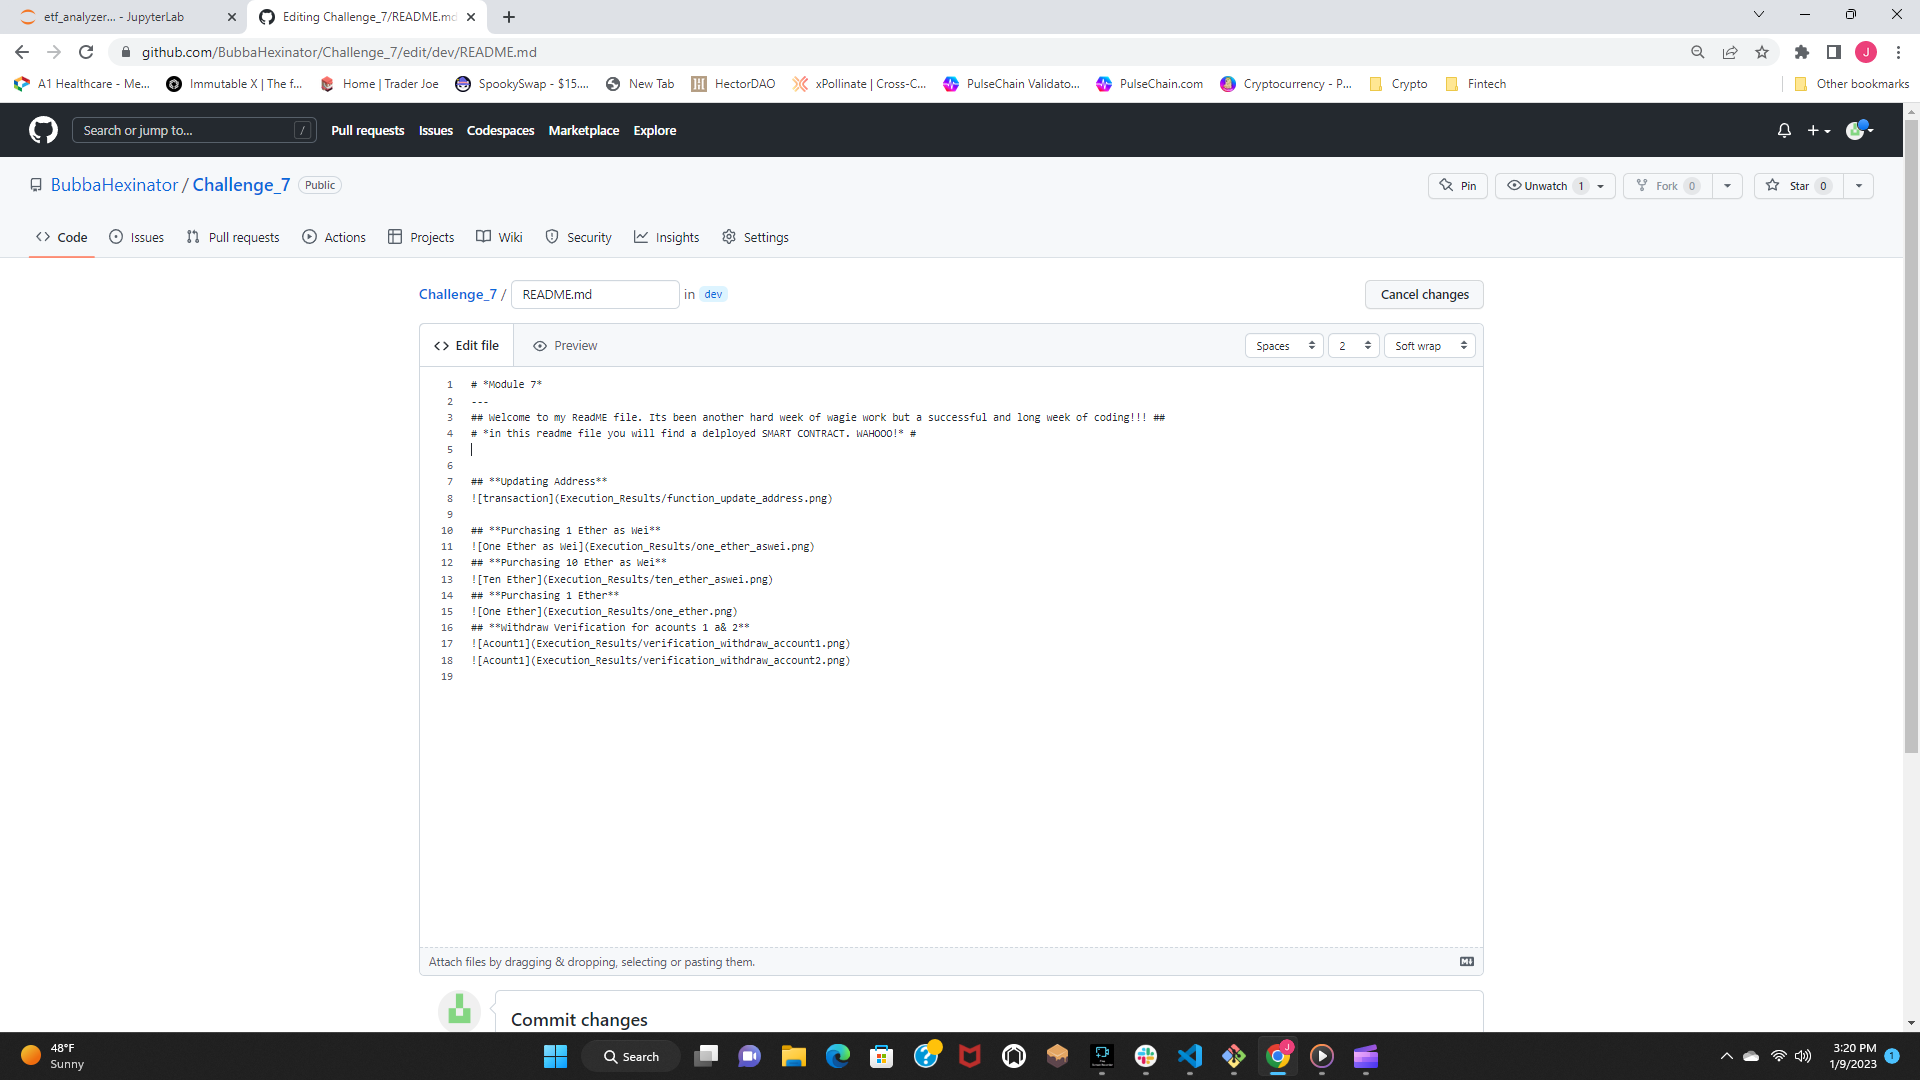 etf_analyzer... - JupyterLab
Editing Challenge_7/README.md
github.com/BubbaHexinator/Challenge_7/edit/dev/README.md
J
A1 Healthcare - Me...
Immutable X | The f...
Home | Trader Joe
SpookySwap - $15....
New Tab
HectorDAO
xPollinate | Cross-C...
PulseChain Validato...
PulseChain.com
Cryptocurrency - P...
Crypto
Fintech
Other bookmarks
Search or jump to...
/
Pull requests
Issues
Codespaces
Marketplace
Explore
BubbaHexinator / Challenge_7
Public
Pin
Unwatch 1
Fork 0
Star 0
Code
Issues
Pull requests
Actions
Projects
Wiki
Security
Insights
Settings
Challenge_7 / README.md in dev
Cancel changes
Edit file
Preview
Spaces
2
Soft wrap
1 # *Module 7*
2 ---
3 ## Welcome to my ReadME file. Its been another hard week of wagie work but a successful and long week of coding!!! ##
4 # *in this readme file you will find a delployed SMART CONTRACT. WAHOOO!* #
5
6
7 ## **Updating Address**
8 ![transaction](Execution_Results/function_update_address.png)
9
10 ## **Purchasing 1 Ether as Wei**
11 ![One Ether as Wei](Execution_Results/one_ether_aswei.png)
12 ## **Purchasing 10 Ether as Wei**
13 ![Ten Ether](Execution_Results/ten_ether_aswei.png)
14 ## **Purchasing 1 Ether**
15 ![One Ether](Execution_Results/one_ether.png)
16 ## **Withdraw Verification for acounts 1 a& 2**
17 ![Acount1](Execution_Results/verification_withdraw_account1.png)
18 ![Acount1](Execution_Results/verification_withdraw_account2.png)
19
Attach files by dragging & dropping, selecting or pasting them.
Commit changes
48°F
Sunny
Search
J
3:20 PM
1/9/2023
1